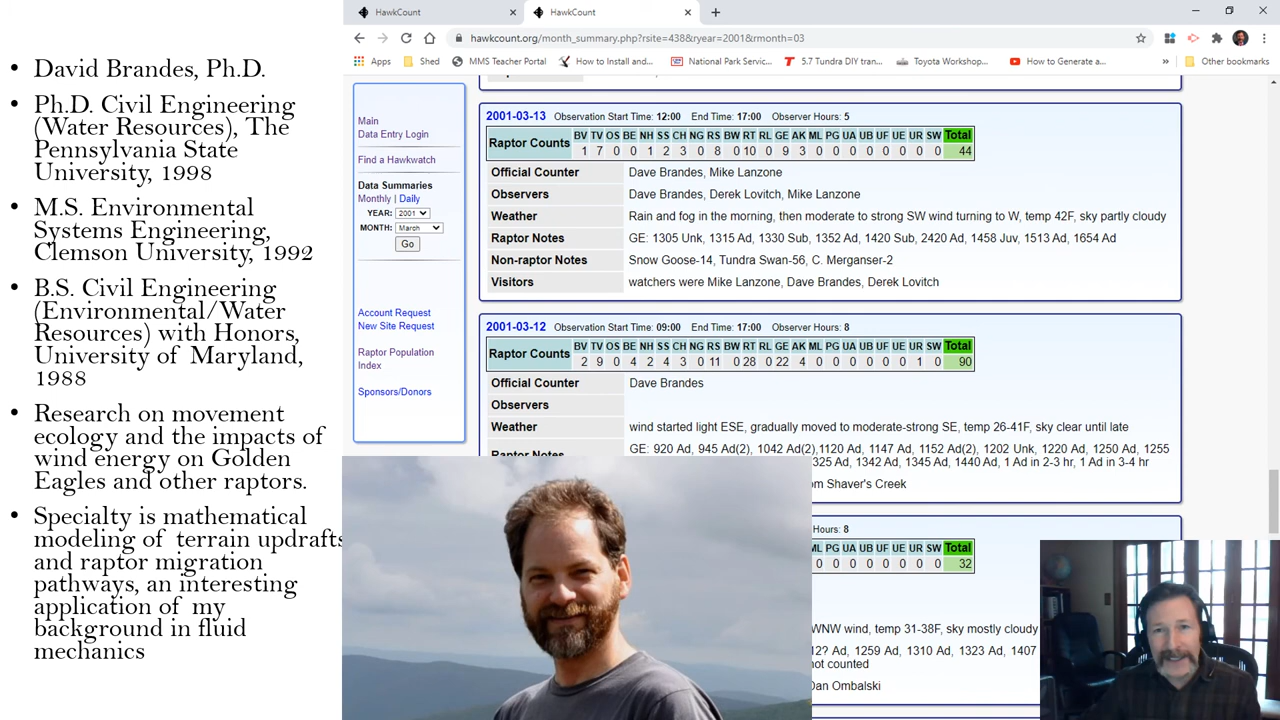 • David Brandes, Ph.D.
• Ph.D. Civil Engineering
(Water Resources), The
Pennsylvania State
University, 1998
• M.S. Environmental
Systems Engineering,
Clemson University, 1992
• B.S. Civil Engineering
(Environmental/Water
Resources) with Honors,
University of Maryland,
1988
• Research on movement
ecology and the impacts of
wind energy on Golden
Eagles and other raptors.
• Specialty is mathematical
modeling of terrain updrafts
and raptor migration
pathways, an interesting
application of my
background in fluid
mechanics
HawkCount
HawkCount
hawkcount.org/month_summary.php?rsite=438&ryear=2001&rmonth=03
Apps Shed MMS Teacher Portal How to Install and... National Park Servic... 5.7 Tundra DIY tran... Toyota Workshop... How to Generate a... » Other bookmarks
Main
Data Entry Login
Find a Hawkwatch
Data Summaries
Monthly | Daily
YEAR: 2001
MONTH: March
Go
Account Request
New Site Request
Raptor Population
Index
Sponsors/Donors
2001-03-13 Observation Start Time: 12:00 End Time: 17:00 Observer Hours: 5
Raptor Counts BV TV OS BE NH SS CH NG RS BW RT RL GE AK ML PG UA UB UF UE UR SW Total
1 7 0 0 1 2 3 0 8 0 10 0 9 3 0 0 0 0 0 0 0 0 44
Official Counter Dave Brandes, Mike Lanzone
Observers Dave Brandes, Derek Lovitch, Mike Lanzone
Weather Rain and fog in the morning, then moderate to strong SW wind turning to W, temp 42F, sky partly cloudy
Raptor Notes GE: 1305 Unk, 1315 Ad, 1330 Sub, 1352 Ad, 1420 Sub, 2420 Ad, 1458 Juv, 1513 Ad, 1654 Ad
Non-raptor Notes Snow Goose-14, Tundra Swan-56, C. Merganser-2
Visitors watchers were Mike Lanzone, Dave Brandes, Derek Lovitch
2001-03-12 Observation Start Time: 09:00 End Time: 17:00 Observer Hours: 8
Raptor Counts BV TV OS BE NH SS CH NG RS BW RT RL GE AK ML PG UA UB UF UE UR SW Total
2 9 0 4 2 4 3 0 11 0 28 0 22 4 0 0 0 0 0 0 1 0 90
Official Counter Dave Brandes
Observers
Weather wind started light ESE, gradually moved to moderate-strong SE, temp 26-41F, sky clear until late
Raptor Notes GE: 920 Ad, 945 Ad(2), 1042 Ad(2),1120 Ad, 1147 Ad, 1152 Ad(2), 1202 Unk, 1220 Ad, 1250 Ad, 1255
325 Ad, 1342 Ad, 1345 Ad, 1440 Ad, 1 Ad in 2-3 hr, 1 Ad in 3-4 hr
om Shaver's Creek
Hours: 8
ML PG UA UB UF UE UR SW Total
0 0 0 0 0 0 0 0 32
WNW wind, temp 31-38F, sky mostly cloudy
12? Ad, 1259 Ad, 1310 Ad, 1323 Ad, 1407
not counted
Dan Ombalski